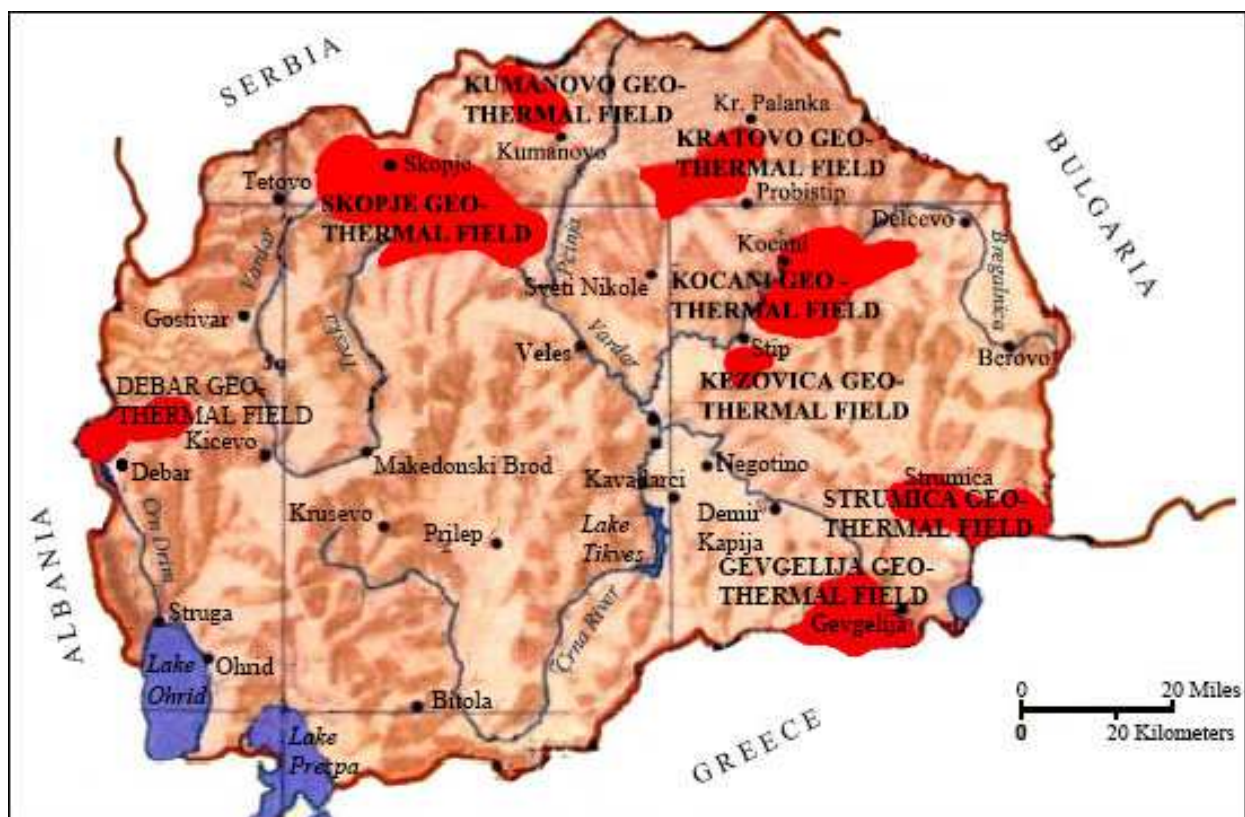 SERBIA
KUMANOVO GEO-
THERMAL FIELD
Kumanovo
Kr. Palanka
KRATOVO GEO-
THERMAL FIELD
Probistip
BULGARIA
Tetovo
Skopje
SKOPJE GEO-
THERMAL FIELD
Vardar
Pcinja
Delcevo
Kocani
KOCANI GEO -
THERMAL FIELD
Bregalnica
Sveti Nikole
Gostivar
Treska
Veles
Vardar
Stip
Berovo
KEZOVICA GEO-
THERMAL FIELD
DEBAR GEO-
THERMAL FIELD
Kicevo
Debar
Makedonski Brod
Negotino
Kavadarci
Strumica
STRUMICA GEO-
THERMAL FIELD
Krusevo
Prilep
Lake
Tikves
Demir
Kapija
GEVGELIJA GEO-
THERMAL FIELD
Gevgelija
ALBANIA
Drim
Struga
Lake
Ohrid
Ohrid
Crna River
Bitola
Lake
Prespa
GREECE
0 20 Miles
0 20 Kilometers